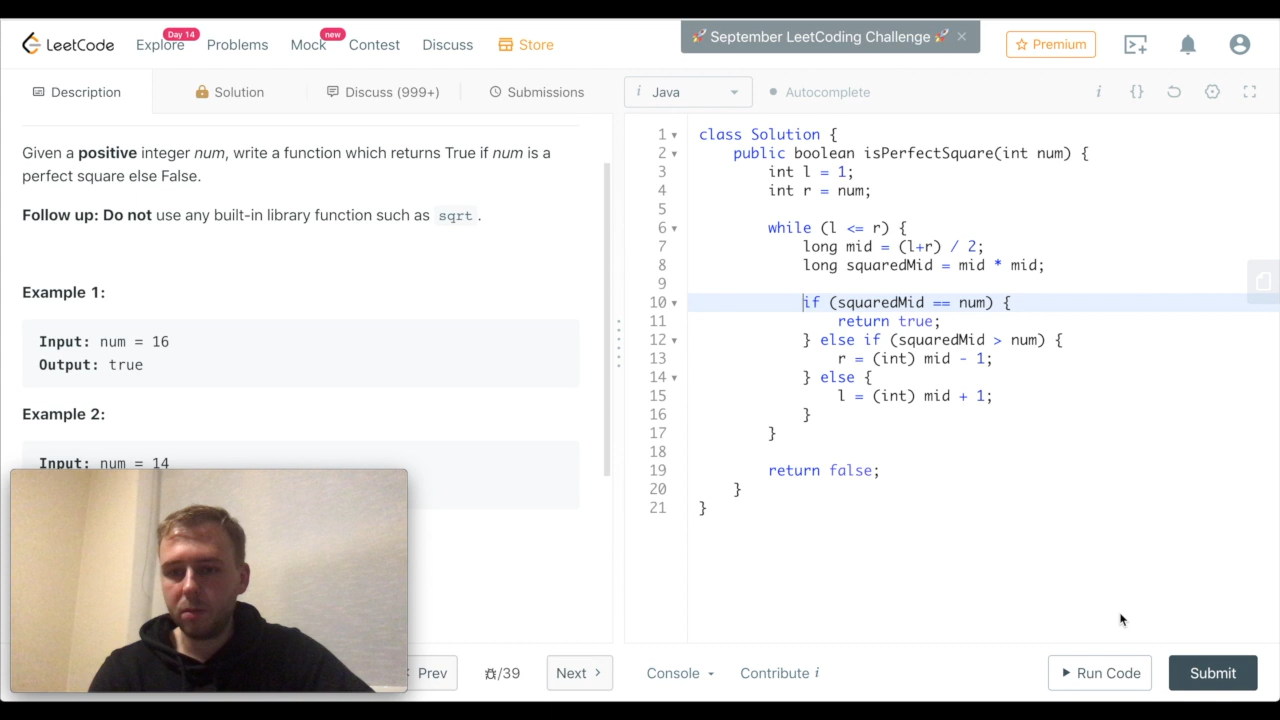 LeetCode
Explore
Day 14
Problems
Mock
new
Contest
Discuss
Store
🚀 September LeetCoding Challenge 🚀 ×
Premium
Description
Solution
Discuss (999+)
Submissions
i Java
Autocomplete
i {}
Given a positive integer num, write a function which returns True if num is a
perfect square else False.
Follow up: Do not use any built-in library function such as sqrt.
Example 1:
Input: num = 16
Output: true
Example 2:
Input: num = 14
1 class Solution {
2 public boolean isPerfectSquare(int num) {
3 int l = 1;
4 int r = num;
5
6 while (l <= r) {
7 long mid = (l+r) / 2;
8 long squaredMid = mid * mid;
9
10 if (squaredMid == num) {
11 return true;
12 } else if (squaredMid > num) {
13 r = (int) mid - 1;
14 } else {
15 l = (int) mid + 1;
16 }
17 }
18
19 return false;
20 }
21 }
Prev
/39
Next >
Console
Contribute i
Run Code
Submit